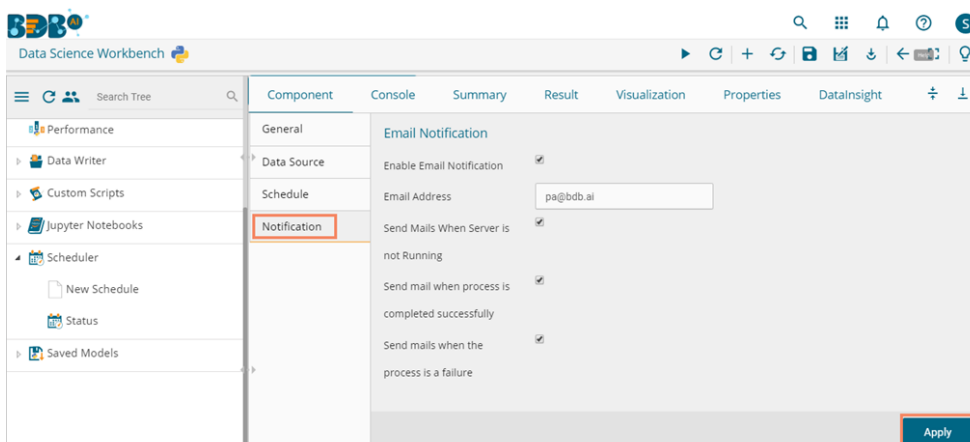 BDB AI
S
Data Science Workbench
Search Tree
Component
Console
Summary
Result
Visualization
Properties
DataInsight
Performance
Data Writer
Custom Scripts
Jupyter Notebooks
Scheduler
New Schedule
Status
Saved Models
General
Data Source
Schedule
Notification
Email Notification
Enable Email Notification
Email Address
pa@bdb.ai
Send Mails When Server is
not Running
Send mail when process is
completed successfully
Send mails when the
process is a failure
Apply